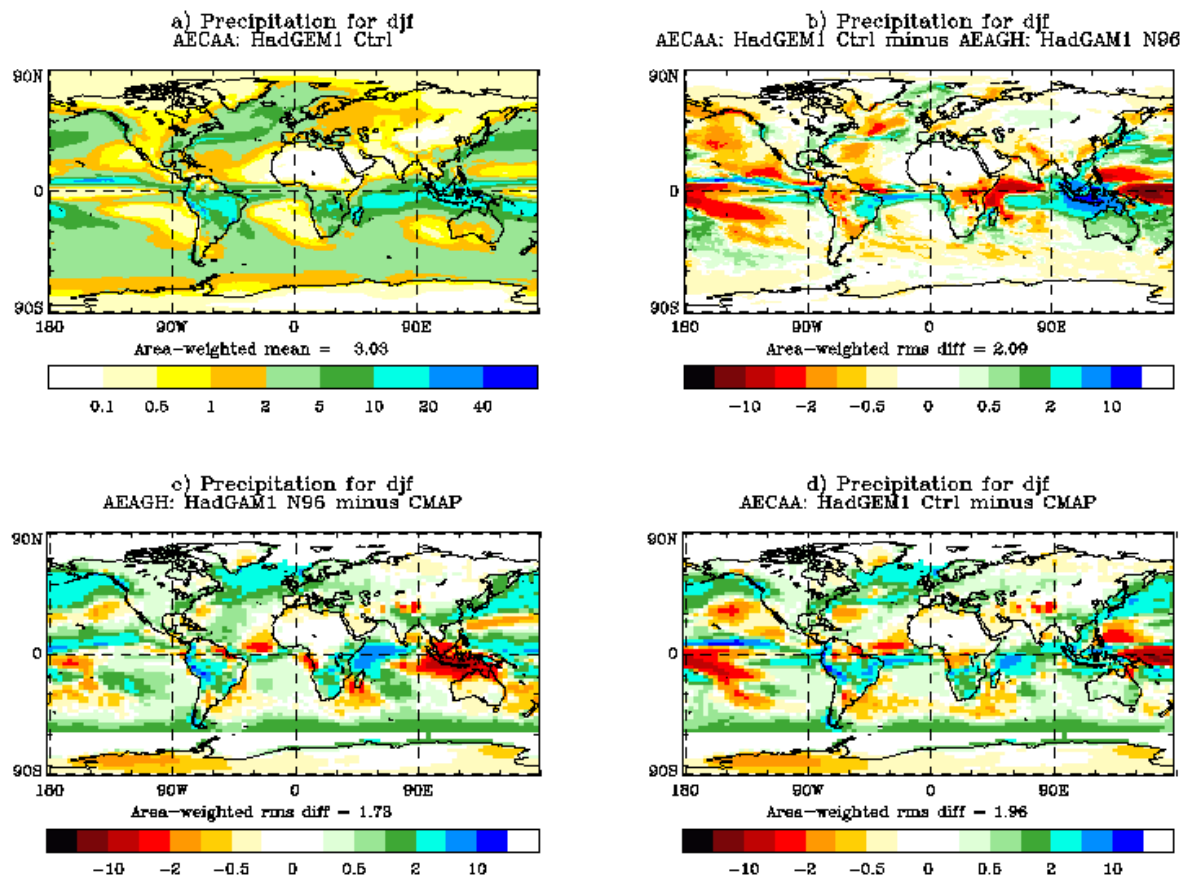 a) Precipitation for djf
AECAA: HadGEM1 Ctrl
90N
0
90S
180 90W 0 90E
Area-weighted mean = 3.03
0.1 0.5 1 2 5 10 20 40
b) Precipitation for djf
AECAA: HadGEM1 Ctrl minus AEAGH: HadGAM1 N96
90N
0
90S
180 90W 0 90E
Area-weighted rms diff = 2.09
-10 -2 -0.5 0 0.5 2 10
c) Precipitation for djf
AEAGH: HadGAM1 N96 minus CMAP
90N
0
90S
180 90W 0 90E
Area-weighted rms diff = 1.73
-10 -2 -0.5 0 0.5 2 10
d) Precipitation for djf
AECAA: HadGEM1 Ctrl minus CMAP
90N
0
90S
180 90W 0 90E
Area-weighted rms diff = 1.96
-10 -2 -0.5 0 0.5 2 10